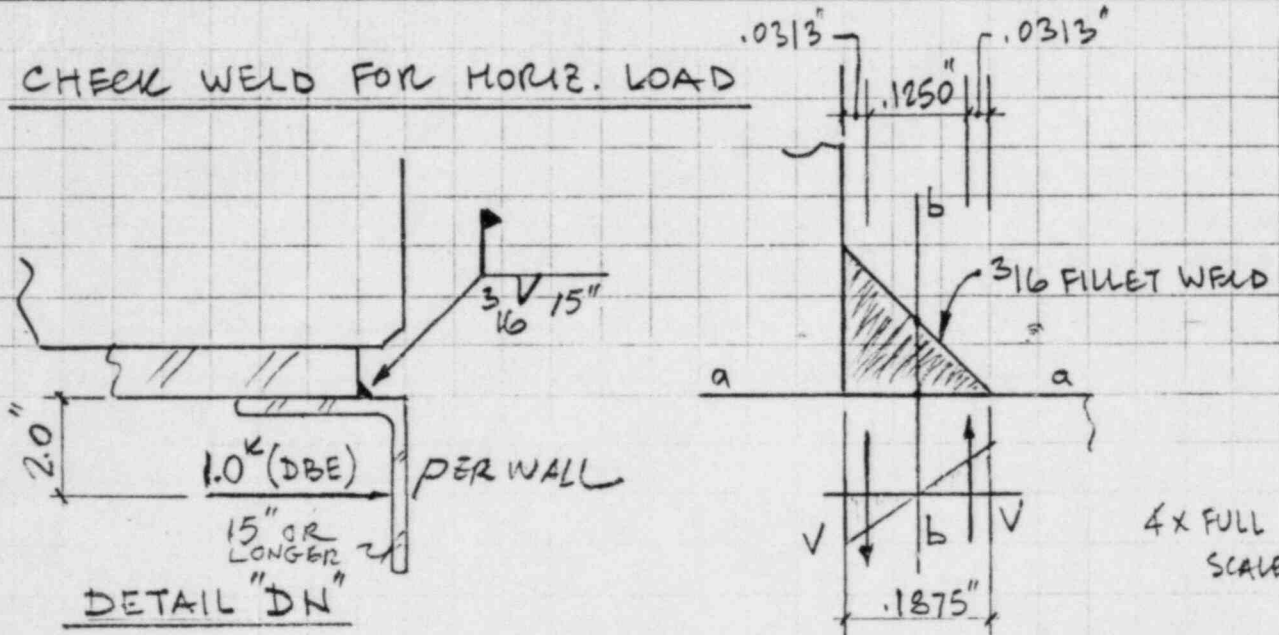 CHECK WELD FOR HORIZ. LOAD
.0313" .0313"
.1250"
b
3/16 15"
3/16 FILLET WELD
a a
2.0"
1.0ᴷ (DBE) PER WALL
15" OR
LONGER
V b V
4 X FULL
SCALE
.1875"
DETAIL "DN"